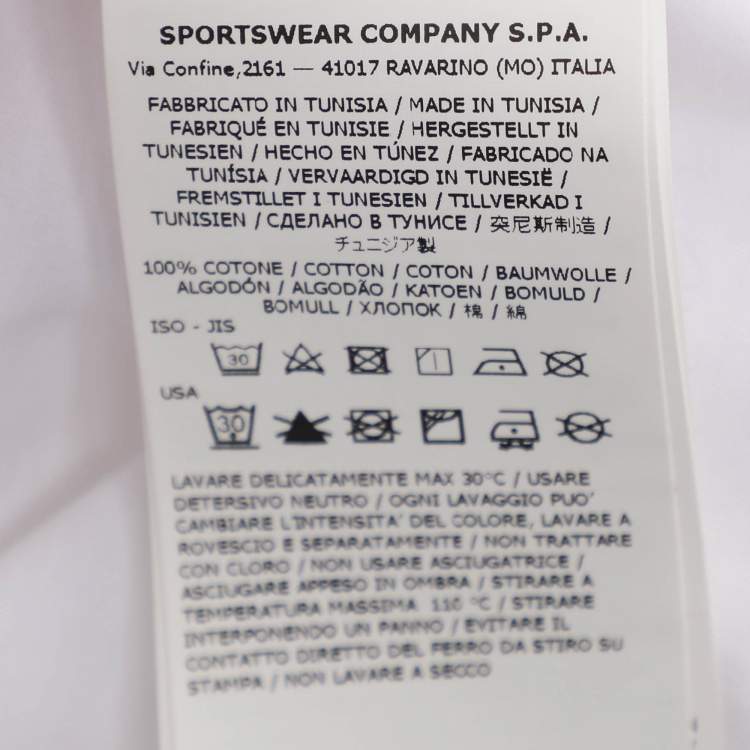 SPORTSWEAR COMPANY S.P.A.
Via Confine,2161 — 41017 RAVARINO (MO) ITALIA
FABBRICATO IN TUNISIA / MADE IN TUNISIA /
FABRIQUÉ EN TUNISIE / HERGESTELLT IN
TUNESIEN / HECHO EN TÚNEZ / FABRICADO NA
TUNÍSIA / VERVAARDIGD IN TUNESIË /
FREMSTILLET I TUNESIEN / TILLVERKAD I
TUNISIEN / СДЕЛАНО В ТУНИСЕ / 突尼斯制造 /
チュニジア製
100% COTONE / COTTON / COTON / BAUMWOLLE /
ALGODÓN / ALGODÃO / KATOEN / BOMULD /
BOMULL / ХЛОПОК / 棉 / 綿
ISO - JIS
30
USA
30
LAVARE DELICATAMENTE MAX 30°C / USARE
DETERSIVO NEUTRO / OGNI LAVAGGIO PUO'
CAMBIARE L'INTENSITA' DEL COLORE, LAVARE A
ROVESCIO E SEPARATAMENTE / NON TRATTARE
CON CLORO / NON USARE ASCIUGATRICE /
ASCIUGARE APPESO IN OMBRA / STIRARE A
TEMPERATURA MASSIMA 110 °C / STIRARE
INTERPONENDO UN PANNO / EVITARE IL
CONTATTO DIRETTO DEL FERRO DA STIRO SU
STAMPA / NON LAVARE A SECCO